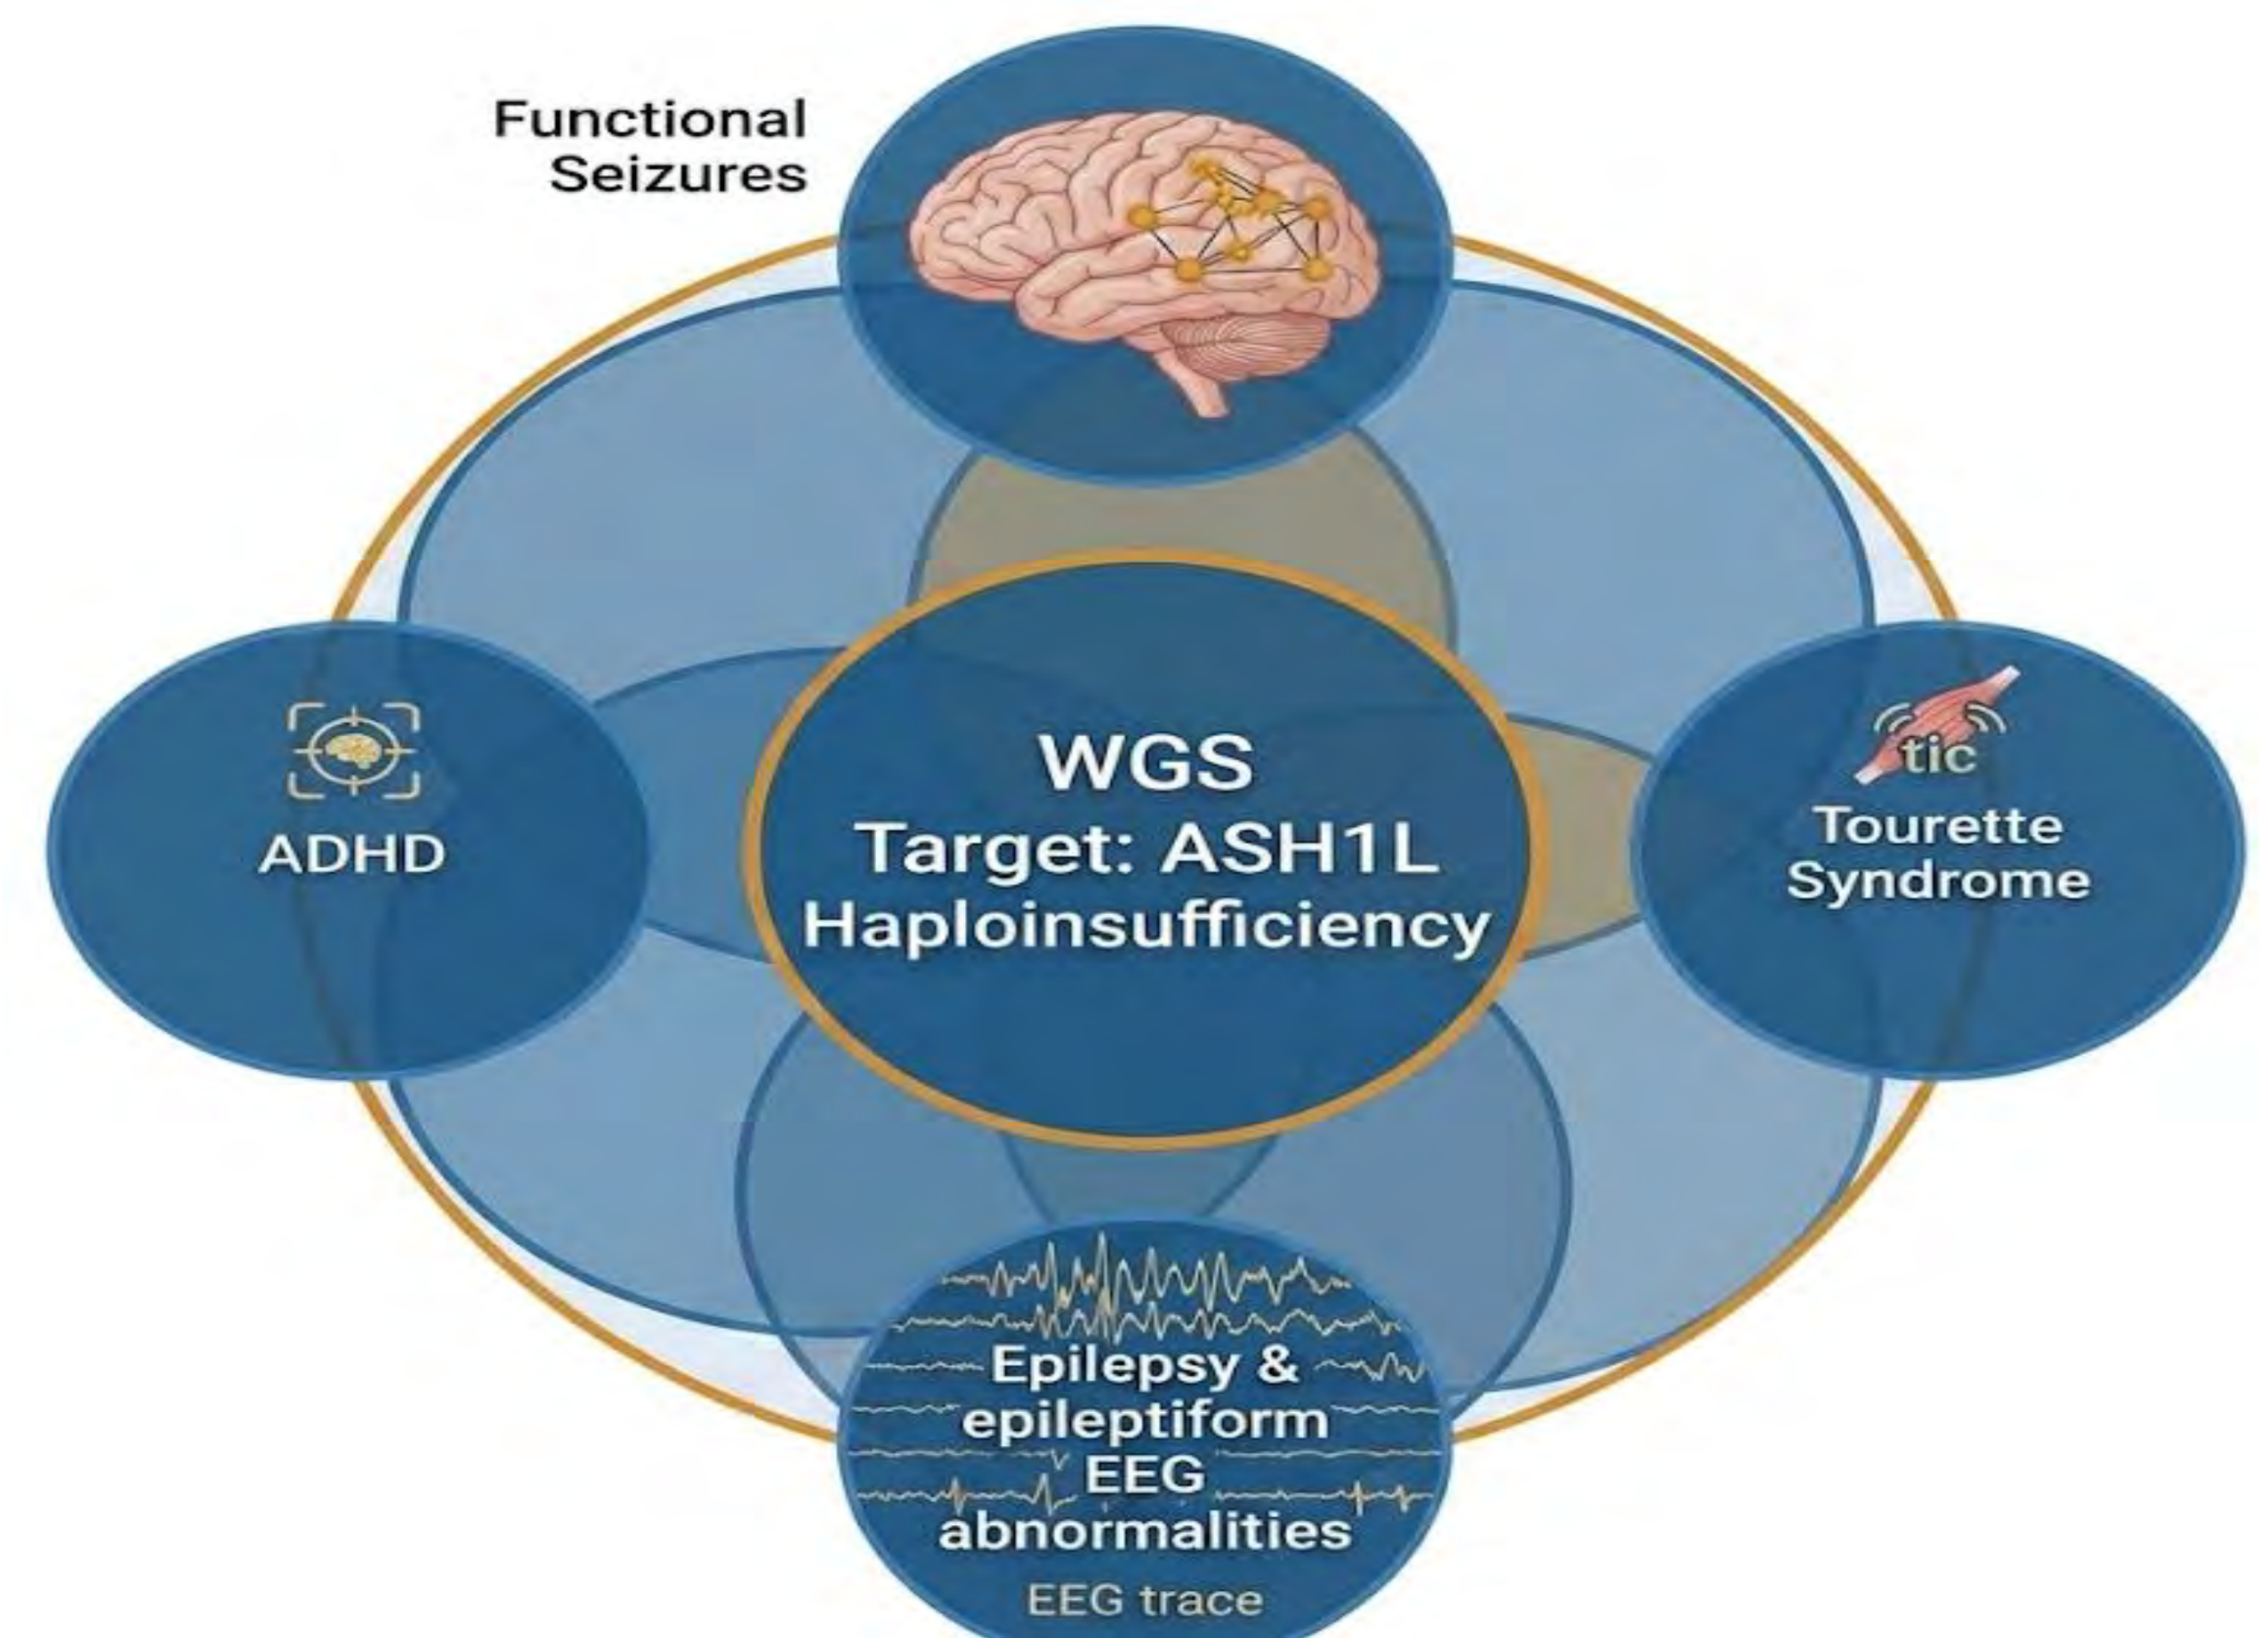 Functional
Seizures
WGS
Target: ASH1L
Haploinsufficiency
ADHD
tic
Tourette
Syndrome
Epilepsy &
epileptiform
EEG
abnormalities
EEG trace